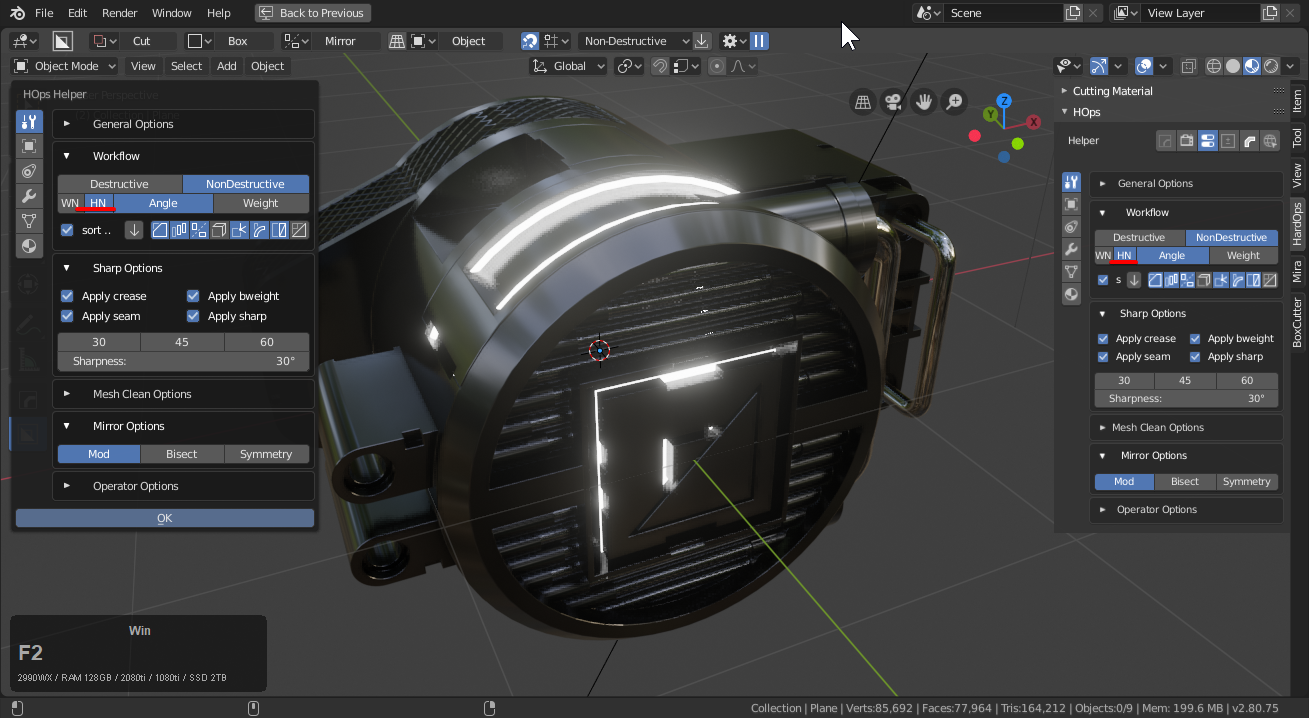 File Edit Render Window Help Back to Previous Scene View Layer
Cut Box Mirror Object Non-Destructive
Object Mode View Select Add Object Global
HOps Helper
General Options
Workflow
Destructive NonDestructive
WN HN Angle Weight
sort ..
Sharp Options
Apply crease Apply bweight
Apply seam Apply sharp
30 45 60
Sharpness: 30°
Mesh Clean Options
Mirror Options
Mod Bisect Symmetry
Operator Options
OK
Z
Y
X
Cutting Material
HOps
Helper
General Options
Workflow
Destructive NonDestructive
WN HN Angle Weight
s
Sharp Options
Apply crease Apply bweight
Apply seam Apply sharp
30 45 60
Sharpness: 30°
Mesh Clean Options
Mirror Options
Mod Bisect Symmetry
Operator Options
Item
Tool
View
HardOps
Mira
BoxCutter
Win
F2
2990WX / RAM 128GB / 2080ti / 1080ti / SSD 2TB
Collection | Plane | Verts:85,692 | Faces:77,964 | Tris:164,212 | Objects:0/9 | Mem: 199.6 MB | v2.80.75